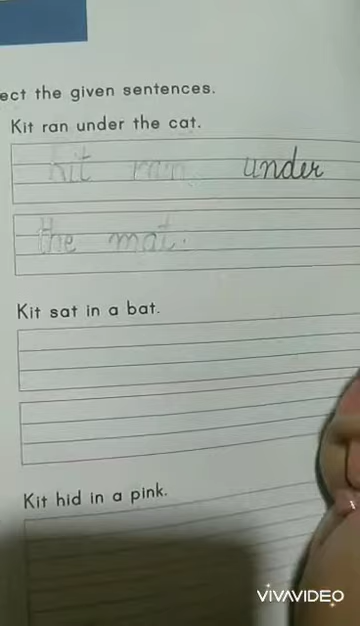 ect the given sentences.
Kit ran under the cat.
Kit ran under
the mat.
Kit sat in a bat.
Kit hid in a pink.
VIVAVIDEO